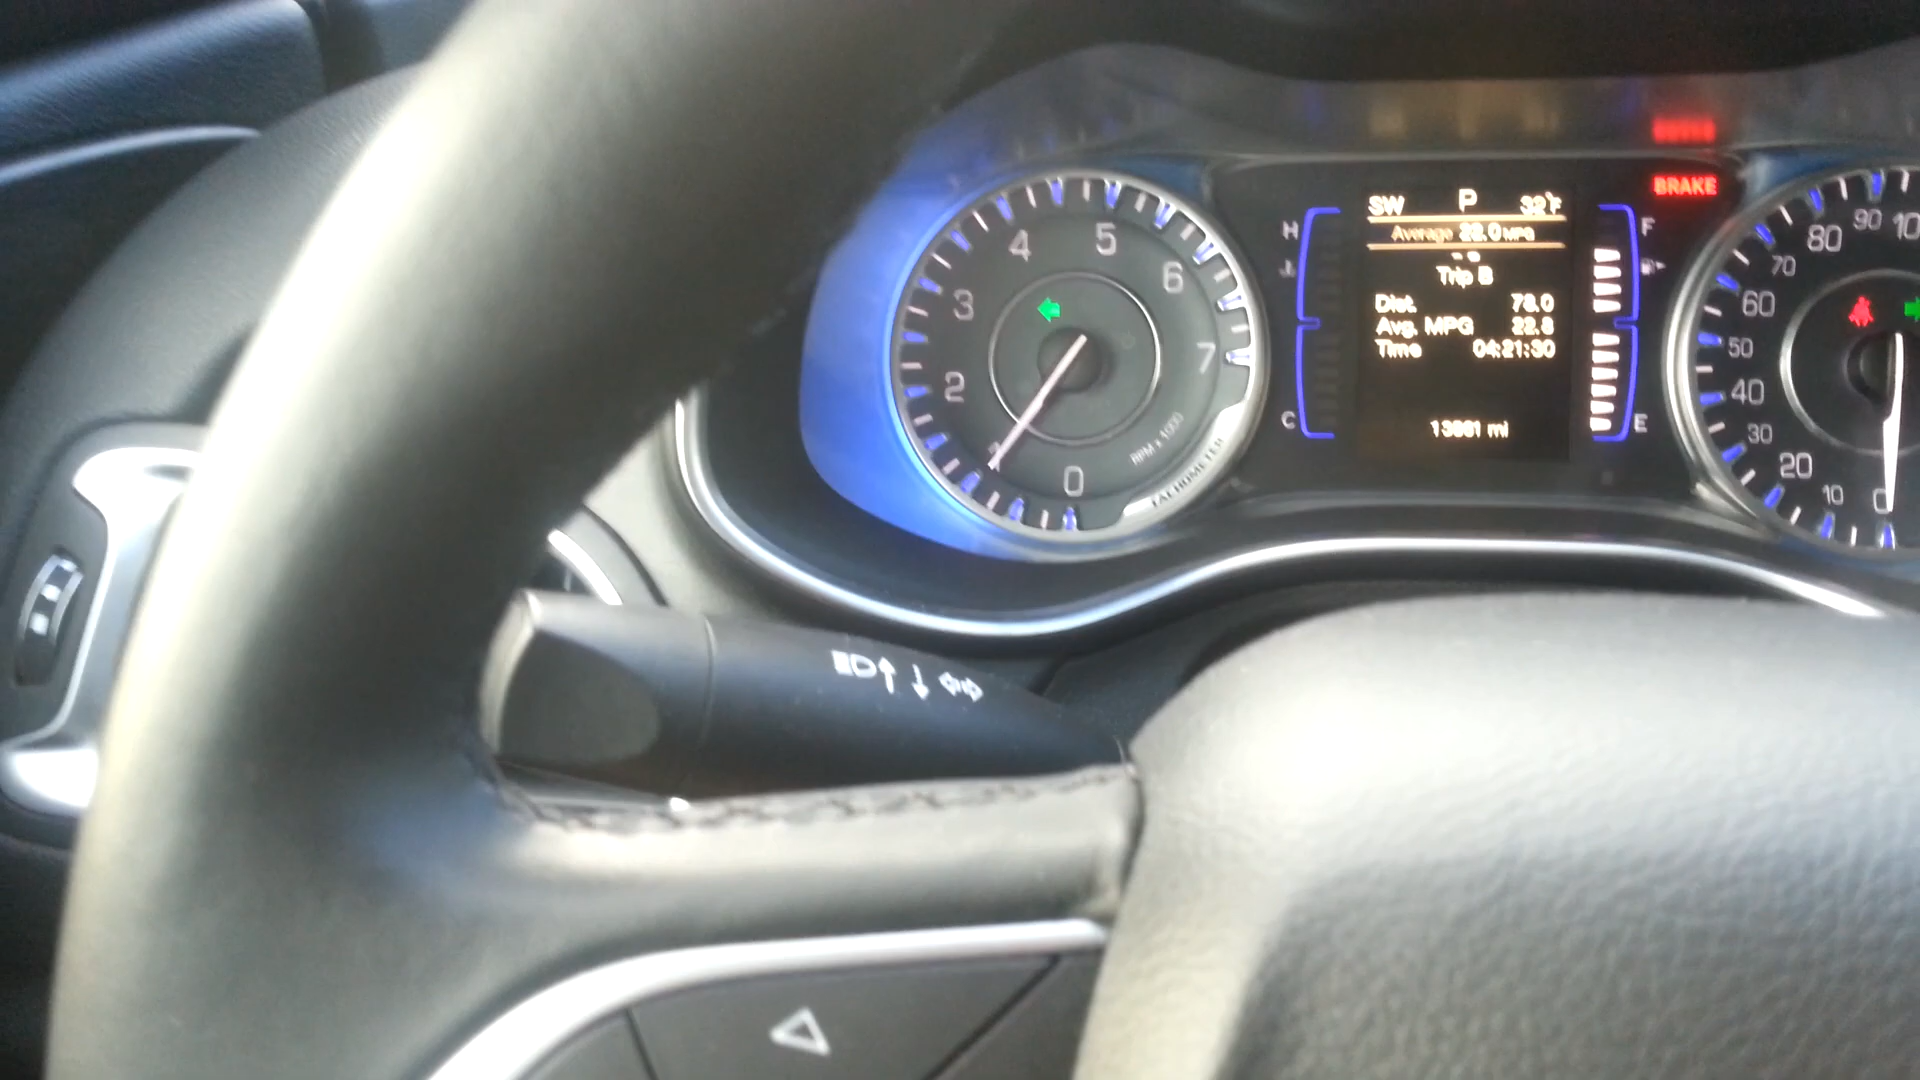 BRAKE
SW P 32°F
Average 22.0 MPG
Trip B
Dist. 78.0
Avg. MPG 22.8
Time 04:21:30
mi
H
C
F
E
0
2
3
4
5
6
7
RPM x 1000
TACHOMETER
0
10
20
30
40
50
60
70
80
90